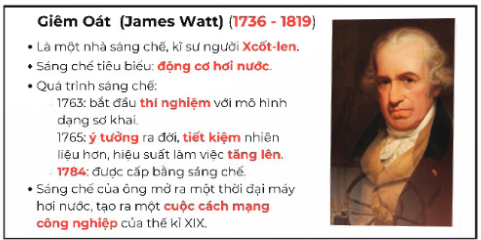 Giêm Oát (James Watt) (1736 - 1819)
• Là một nhà sáng chế, kĩ sư người Xcốt-len.
• Sáng chế tiêu biểu: động cơ hơi nước.
• Quá trình sáng chế:
- 1763: bắt đầu thí nghiệm với mô hình
dạng sơ khai.
- 1765: ý tưởng ra đời, tiết kiệm nhiên
liệu hơn, hiệu suất làm việc tăng lên.
- 1784: được cấp bằng sáng chế.
• Sáng chế của ông mở ra một thời đại máy
hơi nước, tạo ra một cuộc cách mạng
công nghiệp của thế kỉ XIX.